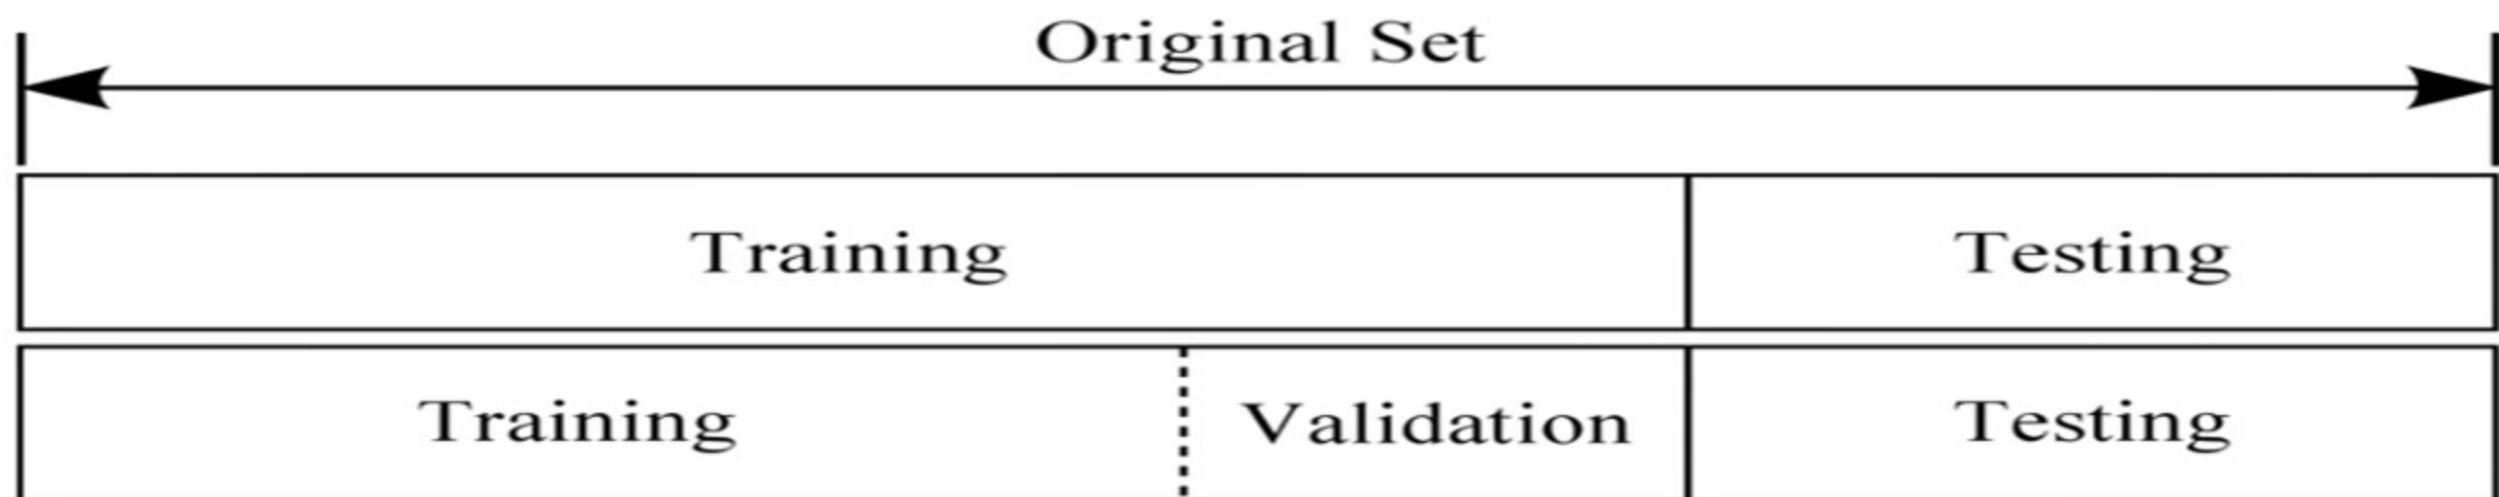 Original Set
Training Testing
Training Validation Testing